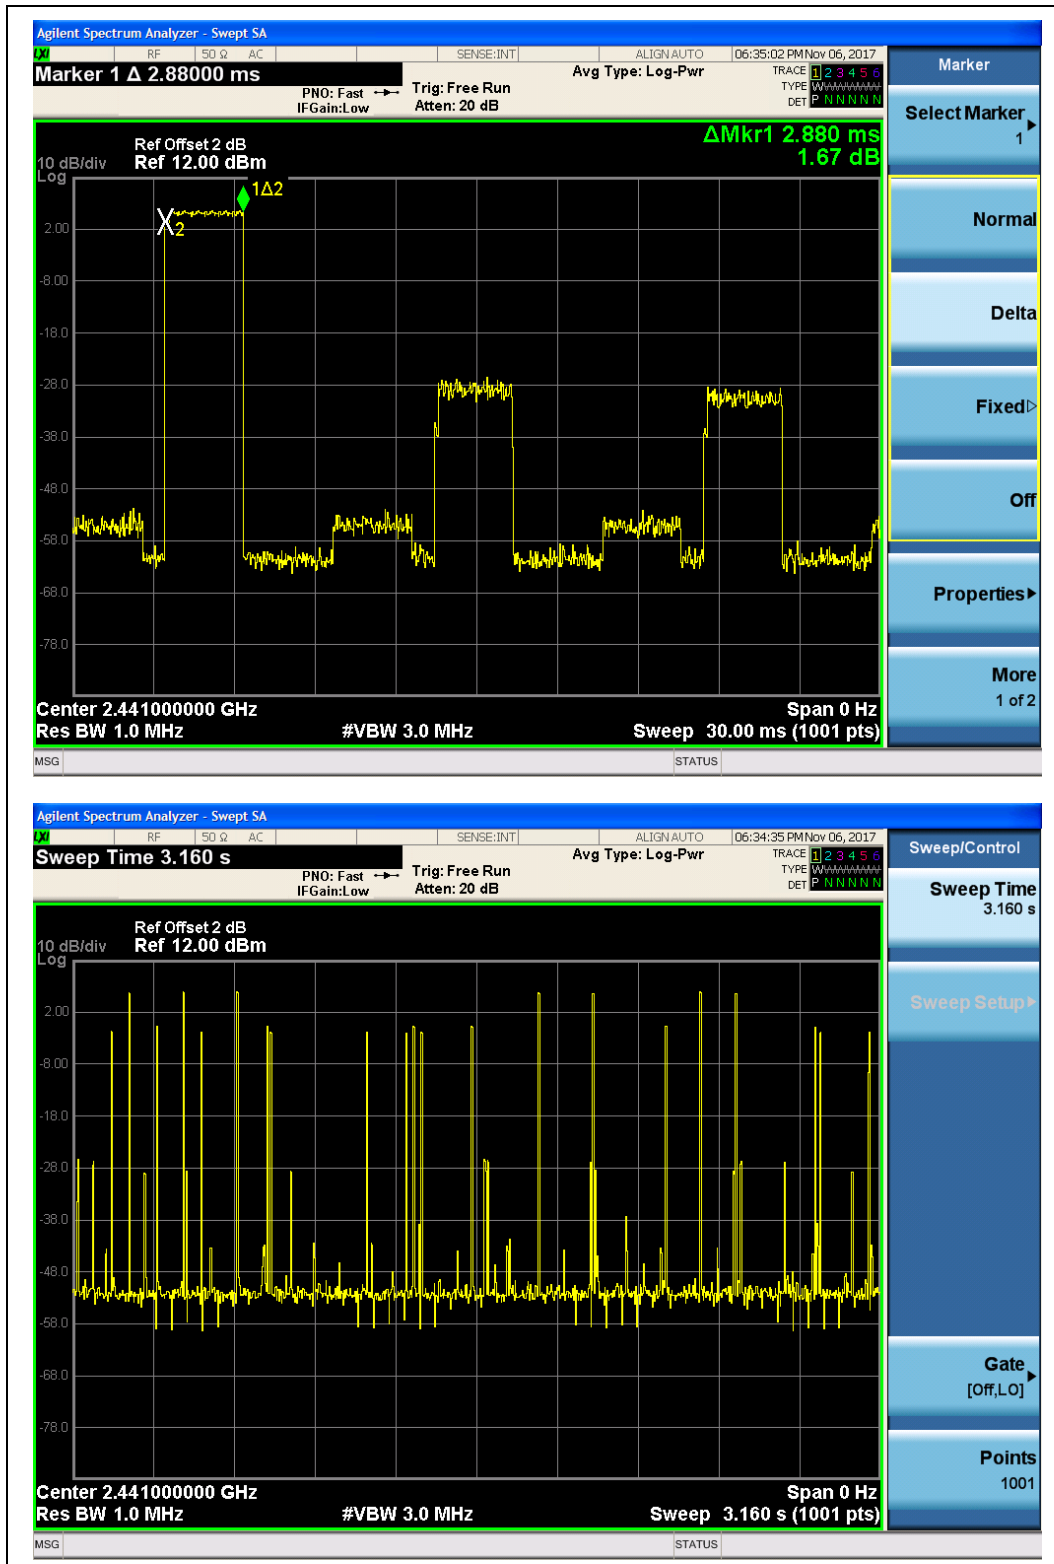 Agilent Spectrum Analyzer - Swept SA
LXI RF 50 Ω AC SENSE:INT ALIGN AUTO 06:35:02 PM Nov 06, 2017
Marker 1 Δ 2.88000 ms
PNO: Fast
IFGain:Low
Trig: Free Run
Atten: 20 dB
Avg Type: Log-Pwr
TRACE 1 2 3 4 5 6
TYPE W
DET P N N N N N
ΔMkr1 2.880 ms
1.67 dB
Ref Offset 2 dB
10 dB/div Ref 12.00 dBm
Log
1Δ2
2
2.00
-8.00
-18.0
-28.0
-38.0
-48.0
-58.0
-68.0
-78.0
Center 2.441000000 GHz Span 0 Hz
Res BW 1.0 MHz #VBW 3.0 MHz Sweep 30.00 ms (1001 pts)
MSG STATUS
Marker
Select Marker
1
Normal
Delta
Fixed
Off
Properties
More
1 of 2
Agilent Spectrum Analyzer - Swept SA
LXI RF 50 Ω AC SENSE:INT ALIGN AUTO 06:34:35 PM Nov 06, 2017
Sweep Time 3.160 s
PNO: Fast
IFGain:Low
Trig: Free Run
Atten: 20 dB
Avg Type: Log-Pwr
TRACE 1 2 3 4 5 6
TYPE W
DET P N N N N N
Ref Offset 2 dB
10 dB/div Ref 12.00 dBm
Log
2.00
-8.00
-18.0
-28.0
-38.0
-48.0
-58.0
-68.0
-78.0
Center 2.441000000 GHz Span 0 Hz
Res BW 1.0 MHz #VBW 3.0 MHz Sweep 3.160 s (1001 pts)
MSG STATUS
Sweep/Control
Sweep Time
3.160 s
Sweep Setup
Gate
[Off,LO]
Points
1001